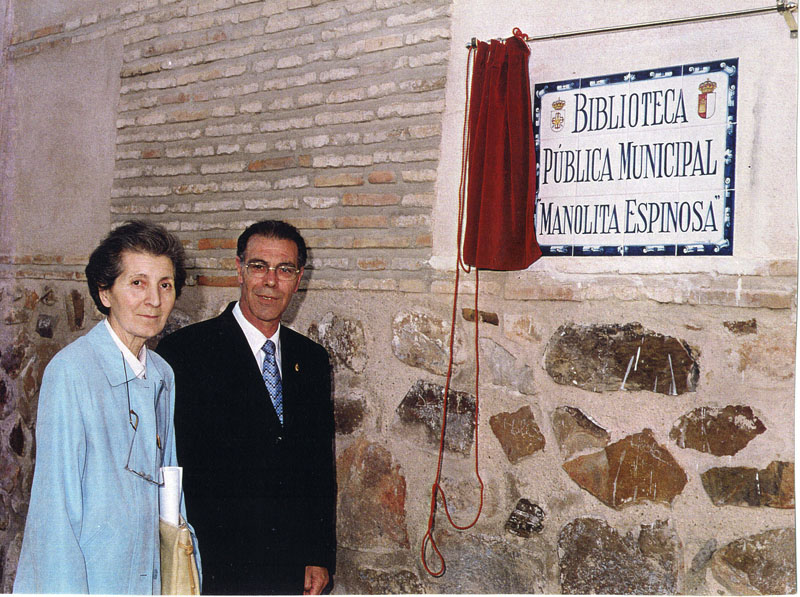 BIBLIOTECA
PÚBLICA MUNICIPAL
"MANOLITA ESPINOSA"